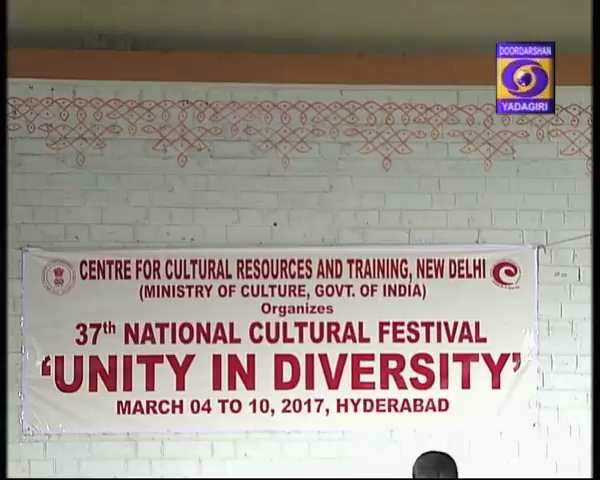 DOORDARSHAN
YADAGIRI
CENTRE FOR CULTURAL RESOURCES AND TRAINING, NEW DELHI
(MINISTRY OF CULTURE, GOVT. OF INDIA)
Organizes
37th NATIONAL CULTURAL FESTIVAL
'UNITY IN DIVERSITY'
MARCH 04 TO 10, 2017, HYDERABAD